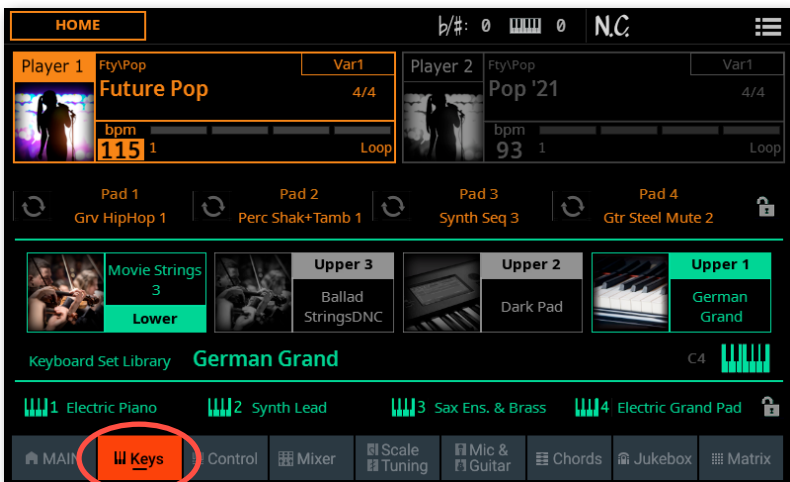 HOME
b/#: 0 0 N.C.
Player 1 Fty\Pop Var1
Future Pop 4/4
bpm
115 1 Loop
Player 2 Fty\Pop Var1
Pop '21 4/4
bpm
93 1 Loop
Pad 1
Grv HipHop 1
Pad 2
Perc Shak+Tamb 1
Pad 3
Synth Seq 3
Pad 4
Gtr Steel Mute 2
Movie Strings
3
Lower
Upper 3
Ballad
StringsDNC
Upper 2
Dark Pad
Upper 1
German
Grand
Keyboard Set Library German Grand C4
1 Electric Piano 2 Synth Lead 3 Sax Ens. & Brass 4 Electric Grand Pad
MAIN Keys Control Mixer Scale Tuning Mic & Guitar Chords Jukebox Matrix